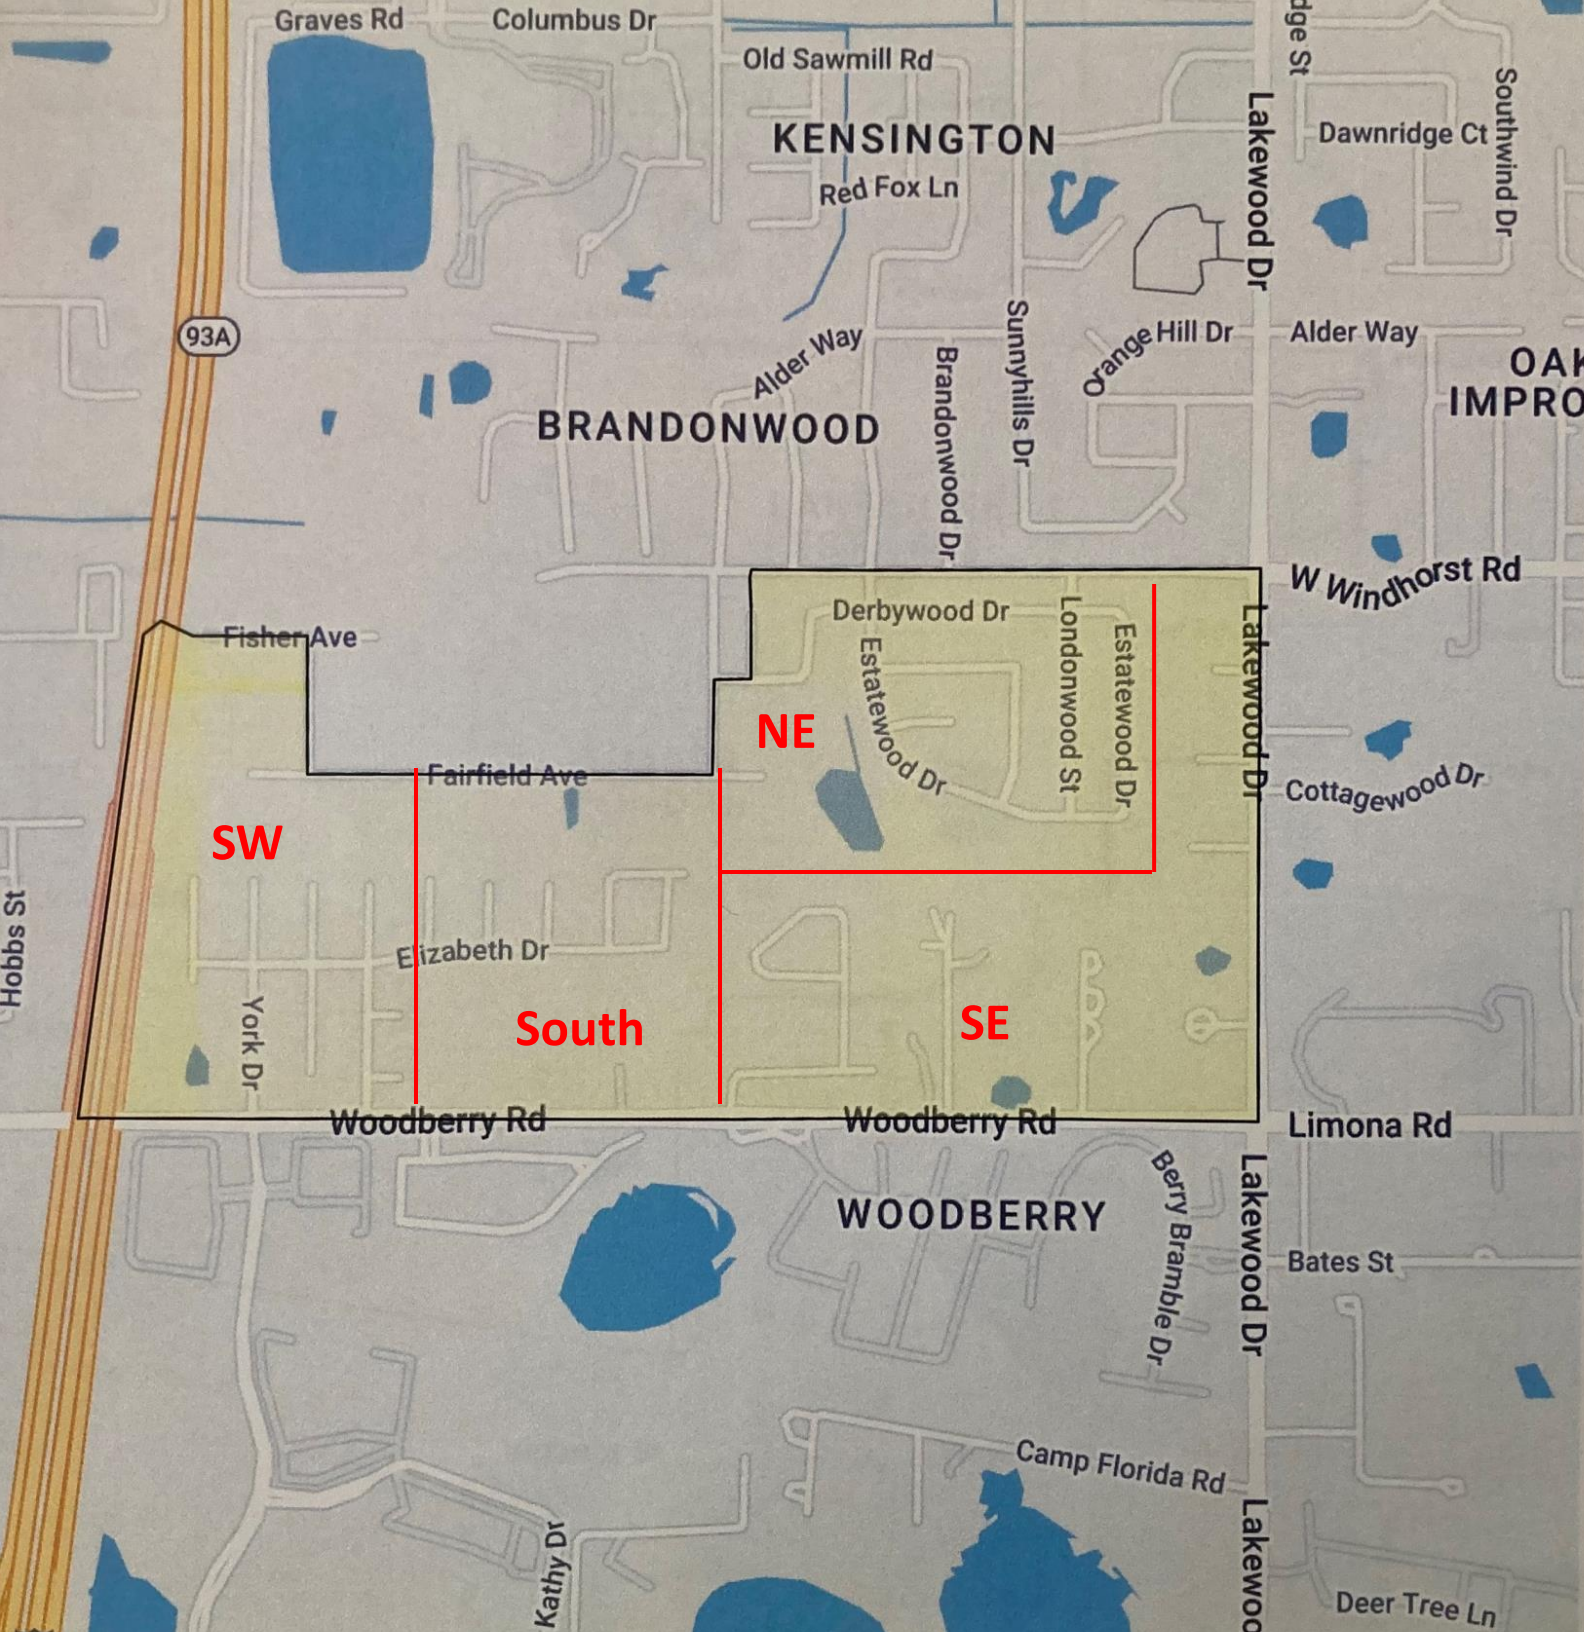 Graves Rd
Columbus Dr
Old Sawmill Rd
dge St
Southwind Dr
Lakewood Dr
Dawnridge Ct
KENSINGTON
Red Fox Ln
93A
Alder Way
Sunnyhills Dr
Orange Hill Dr
Alder Way
OAK
IMPRO
Brandonwood Dr
BRANDONWOOD
W Windhorst Rd
Fisher Ave
Derbywood Dr
Londonwood St
Estatewood Dr
Estatewood Dr
Lakewood Dr
NE
Fairfield Ave
Cottagewood Dr
SW
Hobbs St
Elizabeth Dr
York Dr
South
SE
Woodberry Rd
Woodberry Rd
Limona Rd
WOODBERRY
Berry Bramble Dr
Lakewood Dr
Bates St
Camp Florida Rd
Kathy Dr
Lakewoo
Deer Tree Ln